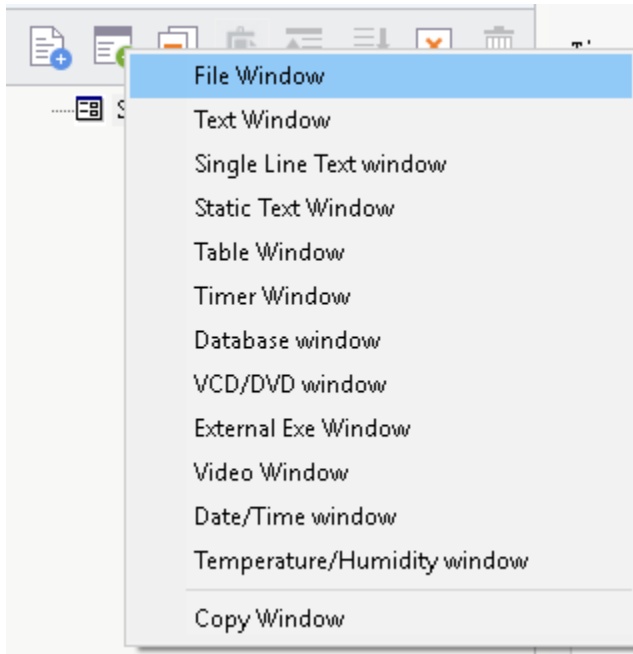 File Window
Text Window
Single Line Text window
Static Text Window
Table Window
Timer Window
Database window
VCD/DVD window
External Exe Window
Video Window
Date/Time window
Temperature/Humidity window
Copy Window